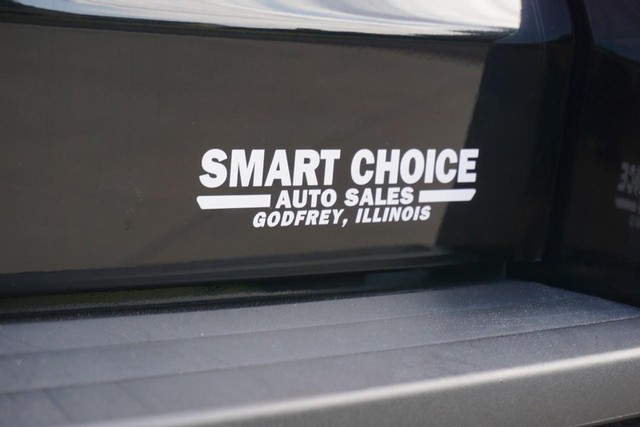 SMART CHOICE
AUTO SALES
GODFREY, ILLINOIS